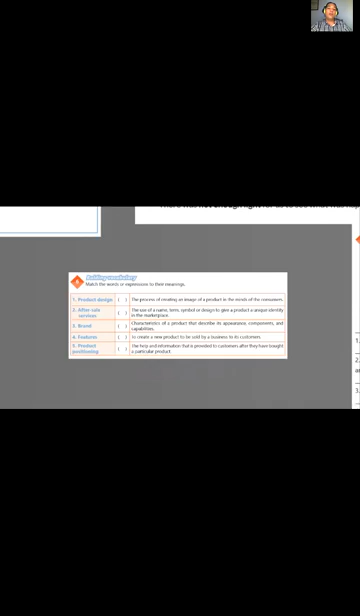 Building vocabulary
Match the words or expressions to their meanings.
1. Product design ( ) The process of creating an image of a product in the minds of the consumers.
2. After-sale ( ) The use of a name, term, symbol or design to give a product a unique identity
services in the marketplace.
3. Brand ( ) Characteristics of a product that describe its appearance, components, and
capabilities.
4. Features ( ) To create a new product to be sold by a business to its customers.
5. Product ( ) The help and information that is provided to customers after they have bought
positioning a particular product.
1.
2.
3.